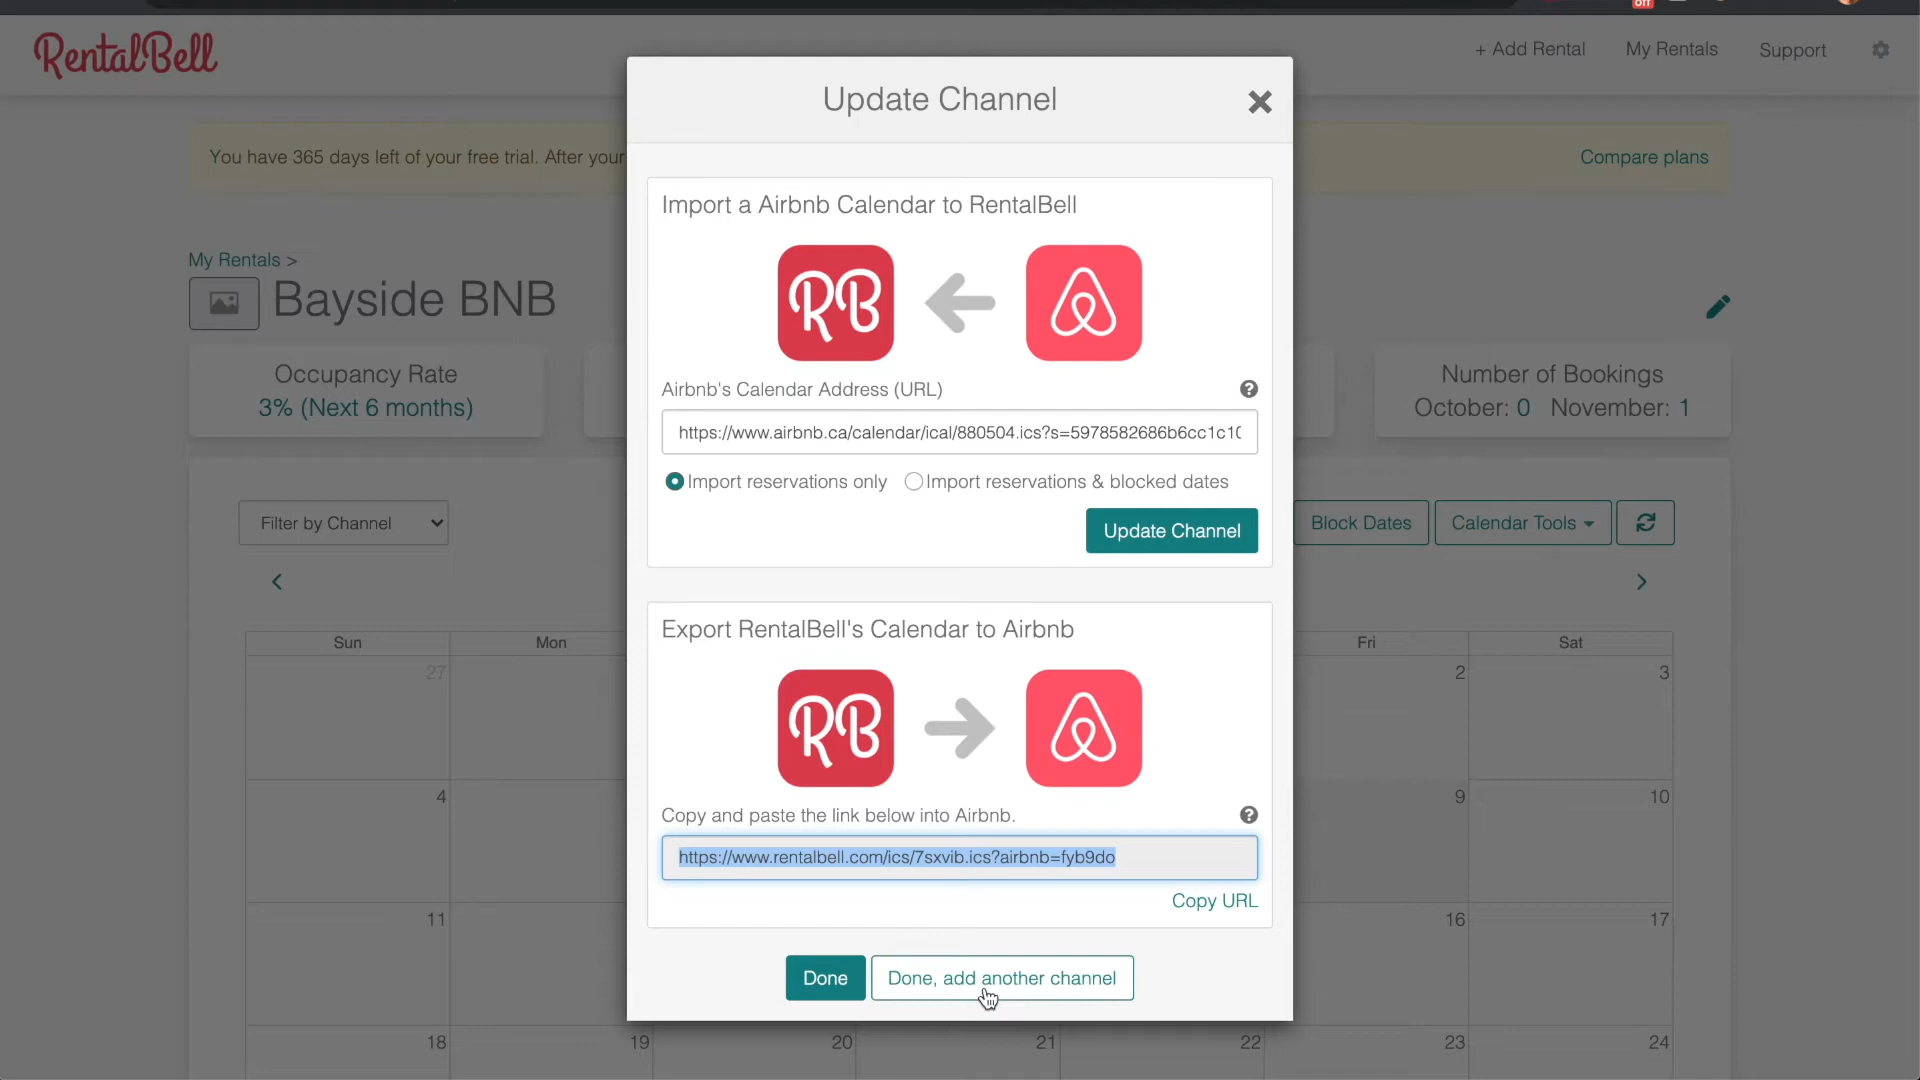 off
RentalBell
+ Add Rental
My Rentals
Support
Update Channel
You have 365 days left of your free trial. After your
Compare plans
Import a Airbnb Calendar to RentalBell
RB
My Rentals >
Bayside BNB
Occupancy Rate
3% (Next 6 months)
Number of Bookings
October: 0 November: 1
Airbnb's Calendar Address (URL)
https://www.airbnb.ca/calendar/ical/880504.ics?s=5978582686b6cc1c10
Import reservations only
Import reservations & blocked dates
Filter by Channel
Update Channel
Block Dates
Calendar Tools
Export RentalBell's Calendar to Airbnb
Sun Mon Fri Sat
27 2 3
RB
4 9 10
Copy and paste the link below into Airbnb.
https://www.rentalbell.com/ics/7sxvib.ics?airbnb=fyb9do
Copy URL
11 16 17
Done
Done, add another channel
18 19 20 21 22 23 24